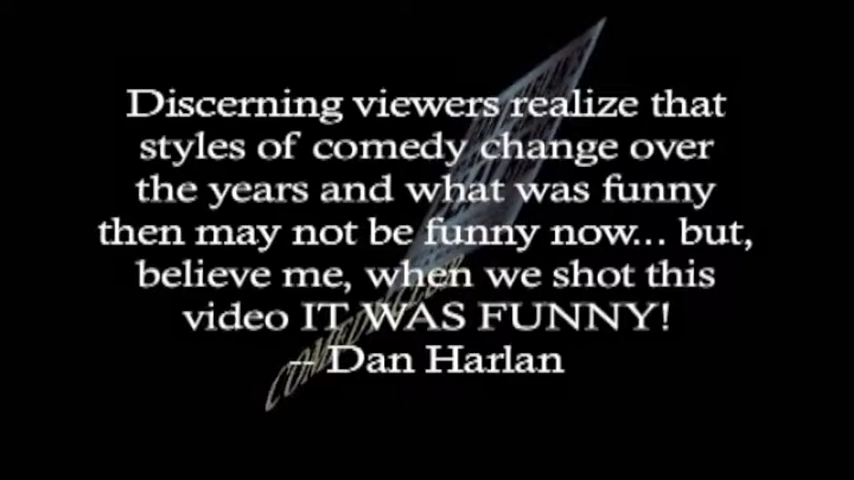 Discerning viewers realize that
styles of comedy change over
the years and what was funny
then may not be funny now... but,
believe me, when we shot this
video IT WAS FUNNY!
-- Dan Harlan